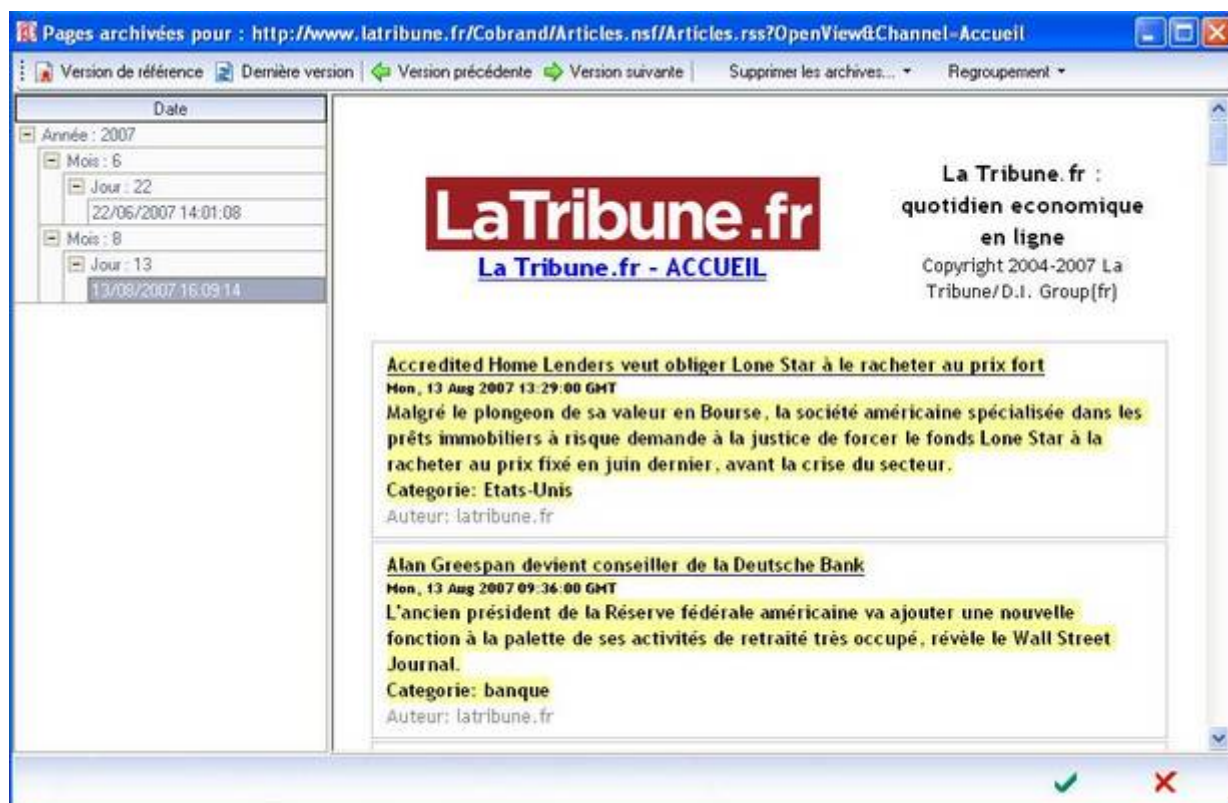 Pages archivées pour : http://www.latribune.fr/Cobrand/Articles.nsf/Articles.rss?OpenView&Channel=Accueil
Version de référence Dernière version Version précédente Version suivante Supprimer les archives... Regroupement
Date
Année : 2007
Mois : 6
Jour : 22
22/06/2007 14:01:08
Mois : 8
Jour : 13
13/08/2007 16:09:14
LaTribune.fr
La Tribune.fr - ACCUEIL
La Tribune.fr :
quotidien economique
en ligne
Copyright 2004-2007 La
Tribune/D.I. Group(fr)
Accredited Home Lenders veut obliger Lone Star à le racheter au prix fort
Mon, 13 Aug 2007 13:29:00 GMT
Malgré le plongeon de sa valeur en Bourse, la société américaine spécialisée dans les
prêts immobiliers à risque demande à la justice de forcer le fonds Lone Star à la
racheter au prix fixé en juin dernier, avant la crise du secteur.
Categorie: Etats-Unis
Auteur: latribune.fr
Alan Greespan devient conseiller de la Deutsche Bank
Mon, 13 Aug 2007 09:36:00 GMT
L'ancien président de la Réserve fédérale américaine va ajouter une nouvelle
fonction à la palette de ses activités de retraité très occupé, révèle le Wall Street
Journal.
Categorie: banque
Auteur: latribune.fr